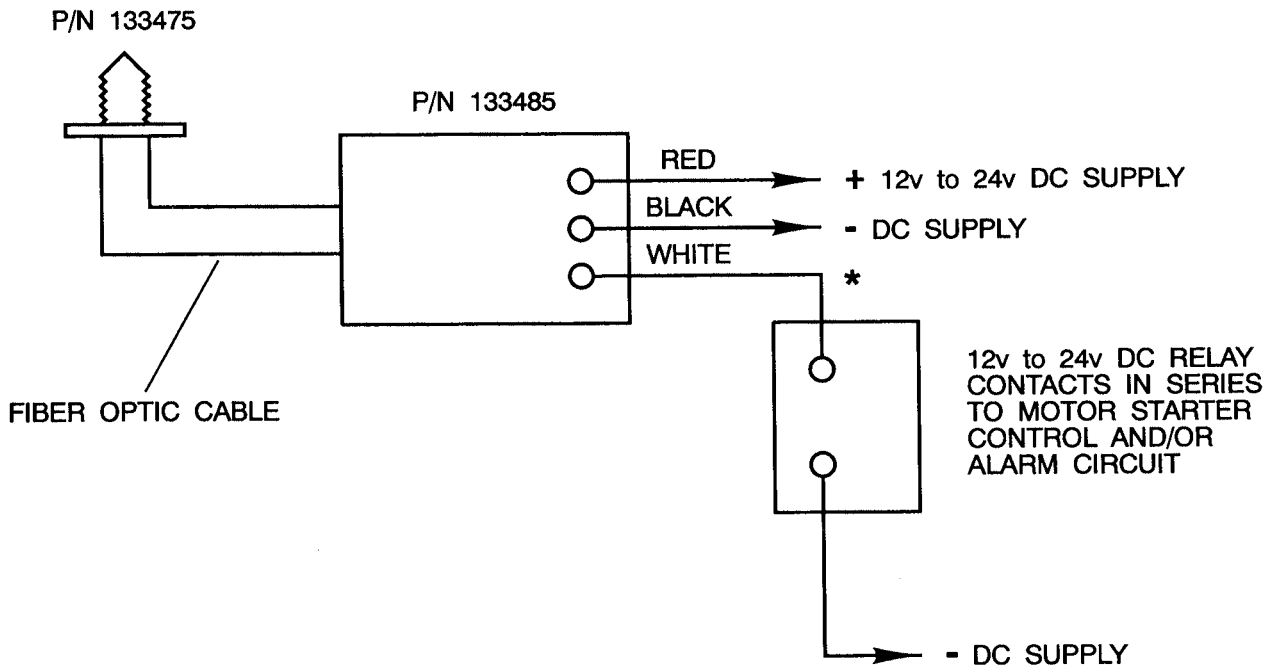 P/N 133475
P/N 133485
RED
+ 12v to 24v DC SUPPLY
BLACK
- DC SUPPLY
WHITE
*
12v to 24v DC RELAY
CONTACTS IN SERIES
TO MOTOR STARTER
CONTROL AND/OR
ALARM CIRCUIT
FIBER OPTIC CABLE
- DC SUPPLY